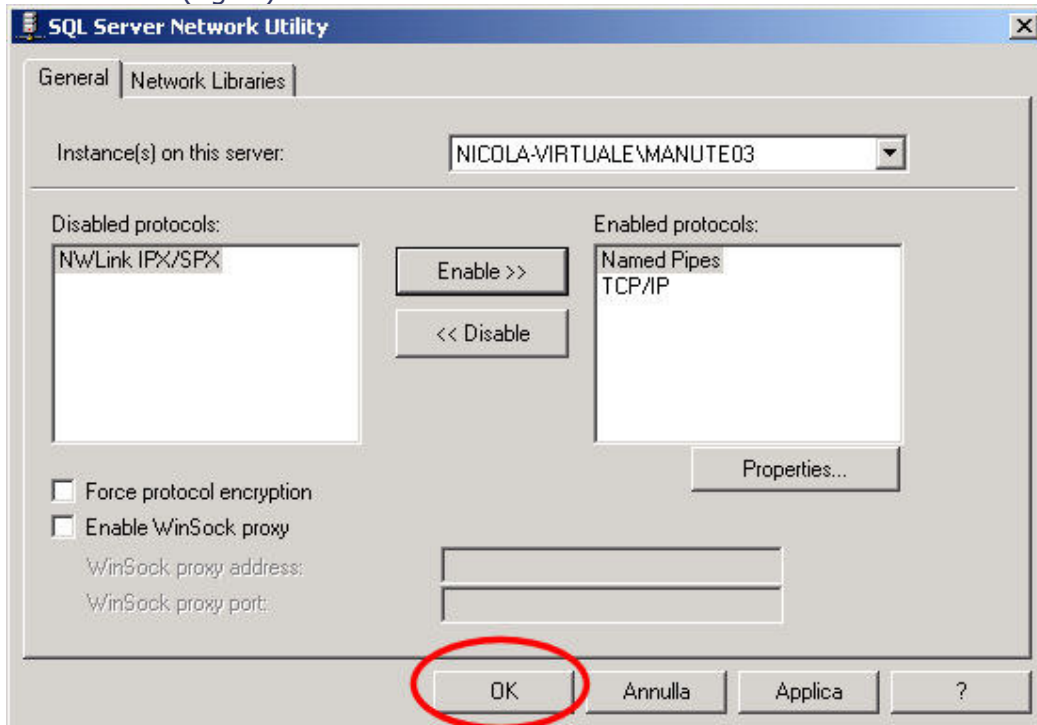 SQL Server Network Utility
General
Network Libraries
Instance(s) on this server:
NICOLA-VIRTUALE\MANUTE03
Disabled protocols:
Enabled protocols:
NWLink IPX/SPX
Enable >>
Named Pipes
TCP/IP
<< Disable
Properties...
Force protocol encryption
Enable WinSock proxy
WinSock proxy address:
WinSock proxy port:
OK
Annulla
Applica
?